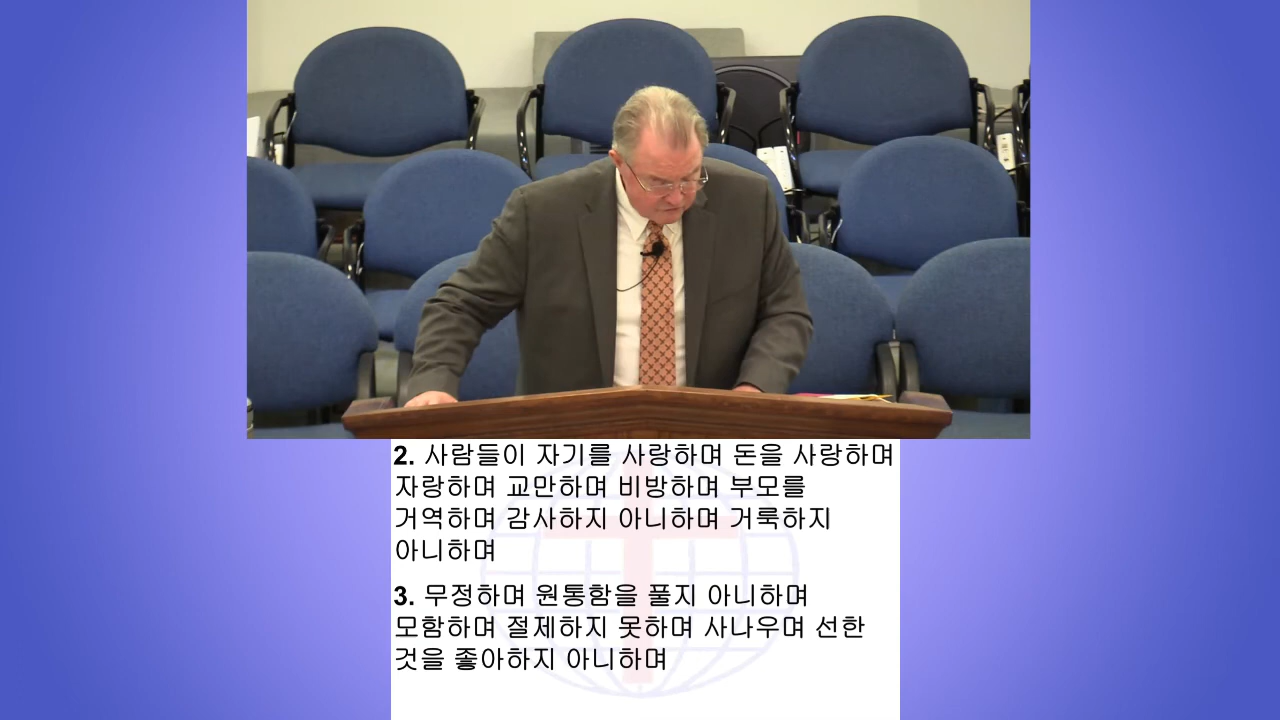 2. 사람들이 자기를 사랑하며 돈을 사랑하며
자랑하며 교만하며 비방하며 부모를
거역하며 감사하지 아니하며 거룩하지
아니하며
3. 무정하며 원통함을 풀지 아니하며
모함하며 절제하지 못하며 사나우며 선한
것을 좋아하지 아니하며